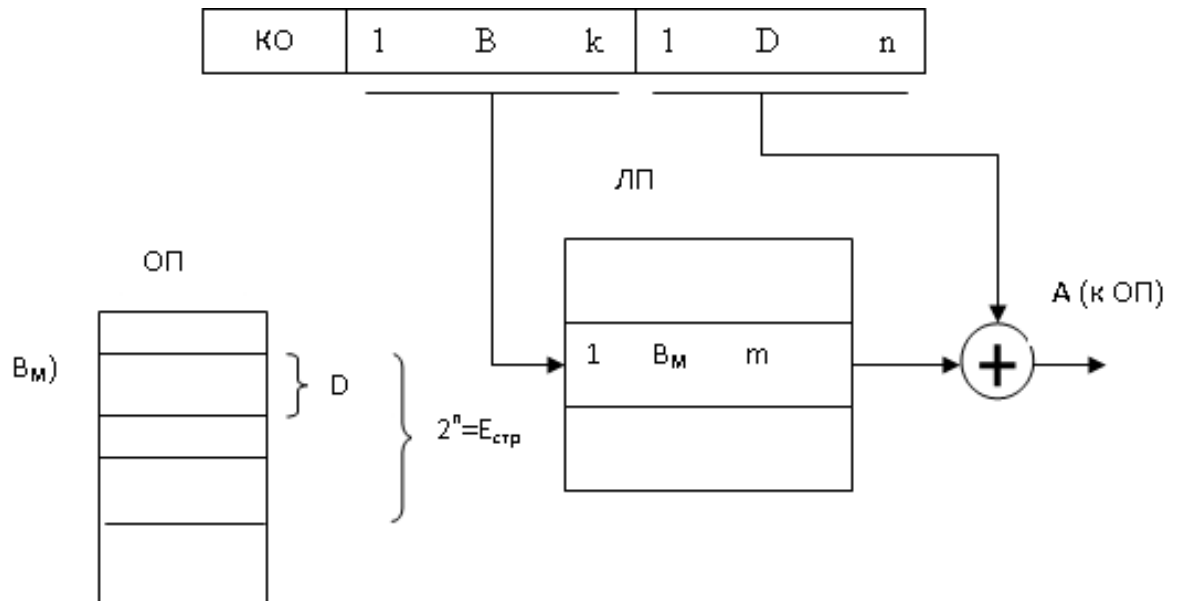 КО 1 B k 1 D n
ЛП
ОП
A (к ОП)
Bм)
1 Bм m
D
2ⁿ=Eстр
+